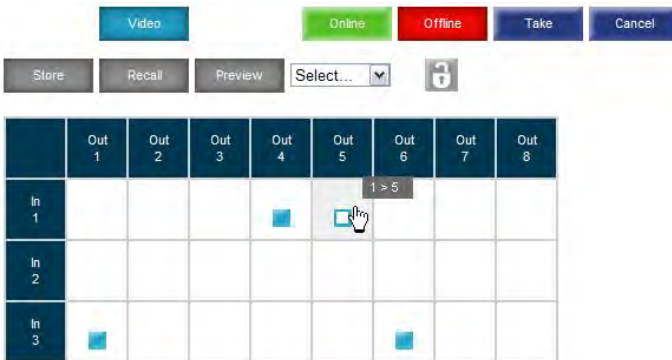 Video Online Offline Take Cancel
Store Recall Preview Select...
Out 1 Out 2 Out 3 Out 4 Out 5 Out 6 Out 7 Out 8
1 > 5
In 1
In 2
In 3